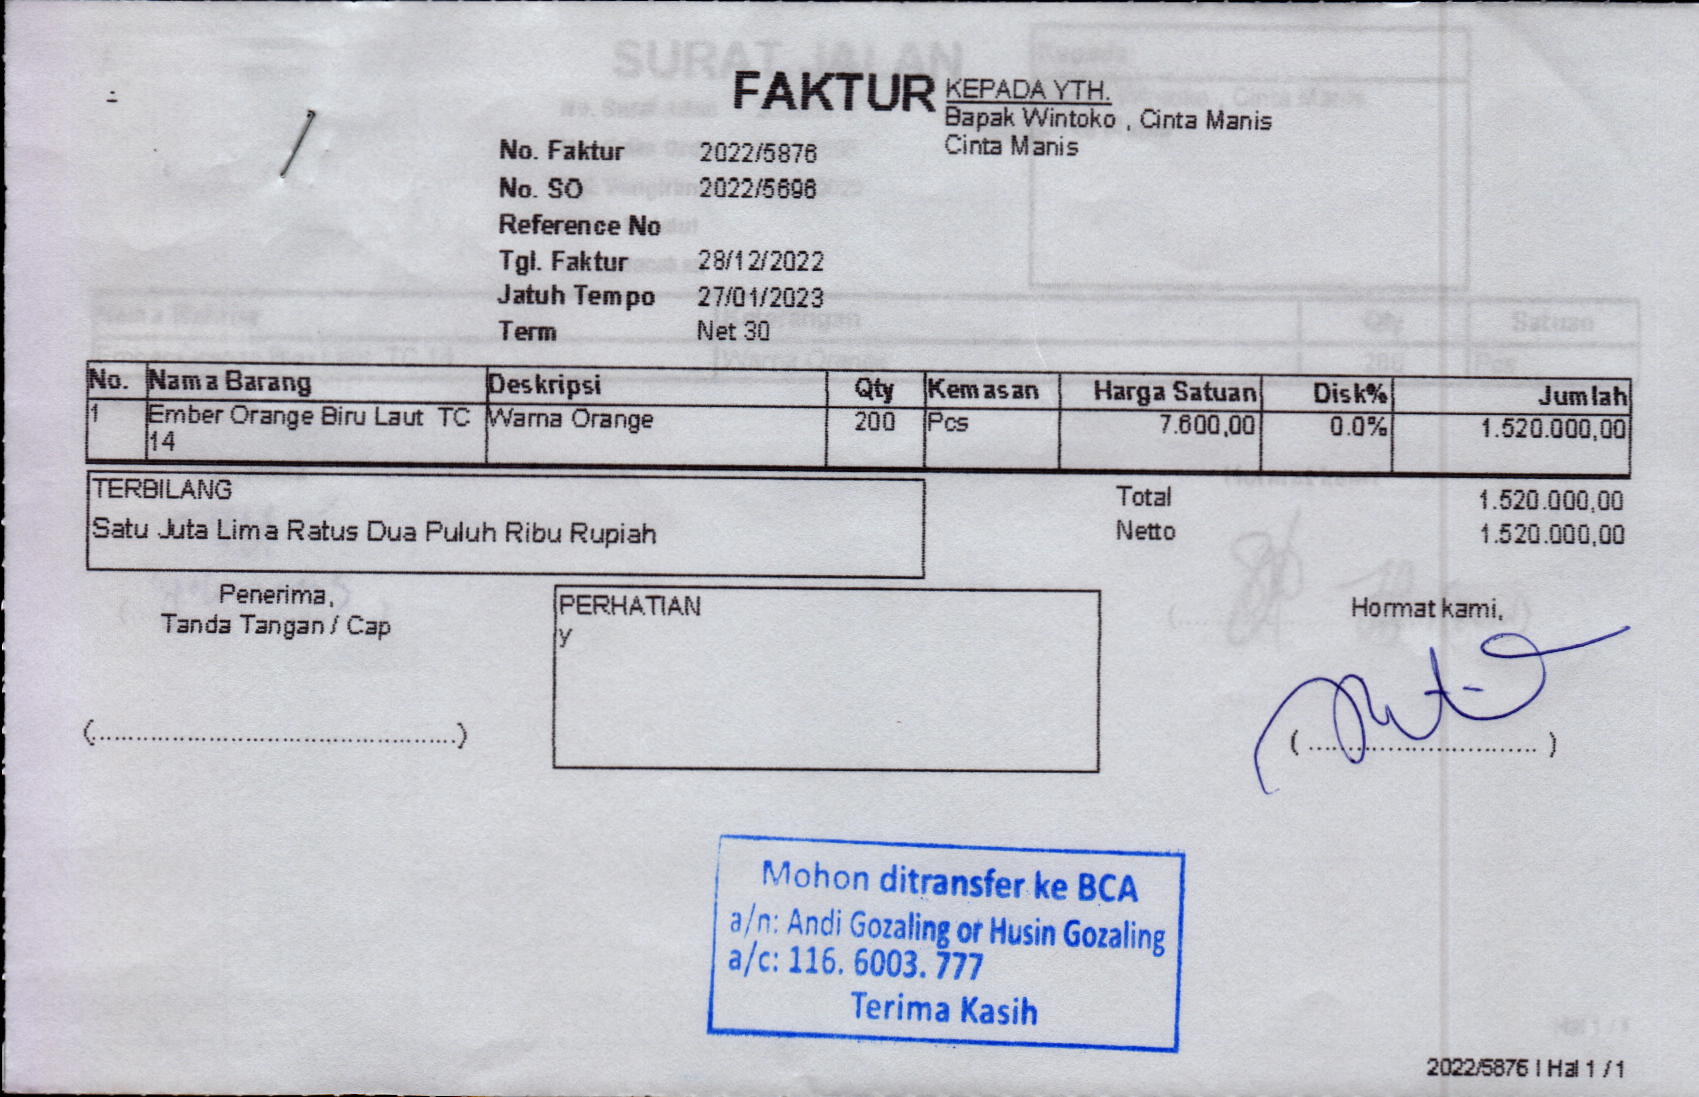 FAKTUR
KEPADA YTH.
Bapak Wintoko , Cinta Manis
Cinta Manis
No. Faktur 2022/5876
No. SO 2022/5696
Reference No
Tgl. Faktur 28/12/2022
Jatuh Tempo 27/01/2023
Term Net 30
No. Nama Barang Deskripsi Qty Kemasan Harga Satuan Disk% Jumlah
1 Ember Orange Biru Laut TC Warna Orange 200 Pcs 7.600,00 0.0% 1.520.000,00
14
TERBILANG
Satu Juta Lima Ratus Dua Puluh Ribu Rupiah
Total 1.520.000,00
Netto 1.520.000,00
Penerima,
Tanda Tangan / Cap
(..............................................)
PERHATIAN
y
Hormat kami,
( ............................. )
Mohon ditransfer ke BCA
a/n: Andi Gozaling or Husin Gozaling
a/c: 116. 6003. 777
Terima Kasih
2022/5876 | Hal 1 / 1